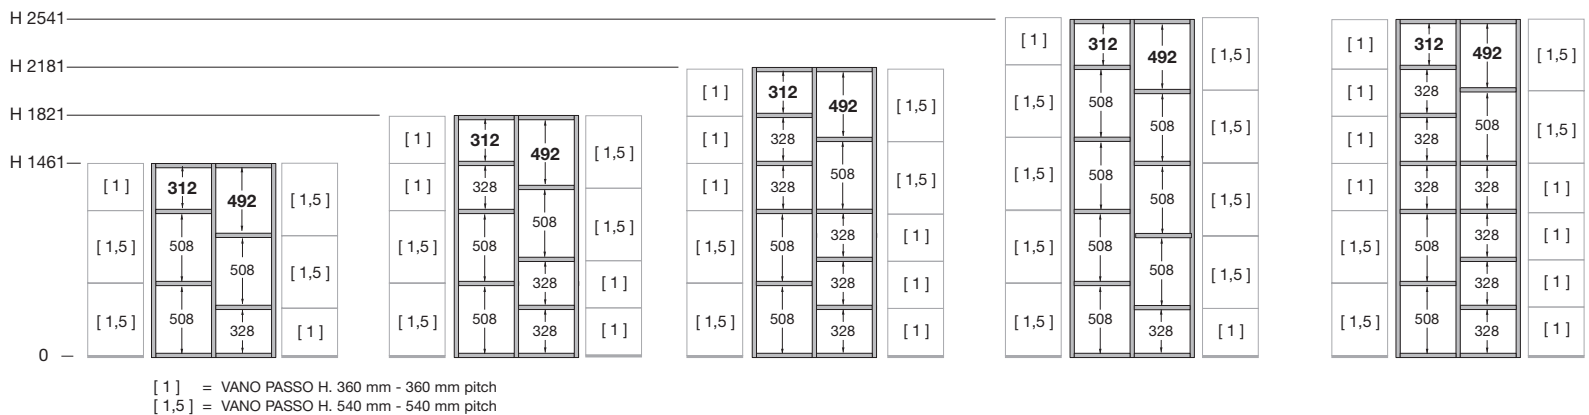 H 2541
H 2181
H 1821
H 1461
0
[ 1 ]
[ 1,5 ]
[ 1,5 ]
312
508
508
492
508
328
[ 1,5 ]
[ 1,5 ]
[ 1 ]
[ 1 ]
[ 1 ]
[ 1,5 ]
[ 1,5 ]
312
328
508
508
492
508
328
328
[ 1,5 ]
[ 1,5 ]
[ 1 ]
[ 1 ]
[ 1 ]
[ 1 ]
[ 1 ]
[ 1,5 ]
[ 1,5 ]
312
328
328
508
508
492
508
328
328
328
[ 1,5 ]
[ 1,5 ]
[ 1 ]
[ 1 ]
[ 1 ]
[ 1 ]
[ 1,5 ]
[ 1,5 ]
[ 1,5 ]
[ 1,5 ]
312
508
508
508
508
492
508
508
508
328
[ 1,5 ]
[ 1,5 ]
[ 1,5 ]
[ 1,5 ]
[ 1 ]
[ 1 ]
[ 1 ]
[ 1 ]
[ 1 ]
[ 1,5 ]
[ 1,5 ]
312
328
328
328
508
508
492
508
328
328
328
328
[ 1,5 ]
[ 1,5 ]
[ 1 ]
[ 1 ]
[ 1 ]
[ 1 ]
[ 1 ] = VANO PASSO H. 360 mm - 360 mm pitch
[ 1,5 ] = VANO PASSO H. 540 mm - 540 mm pitch